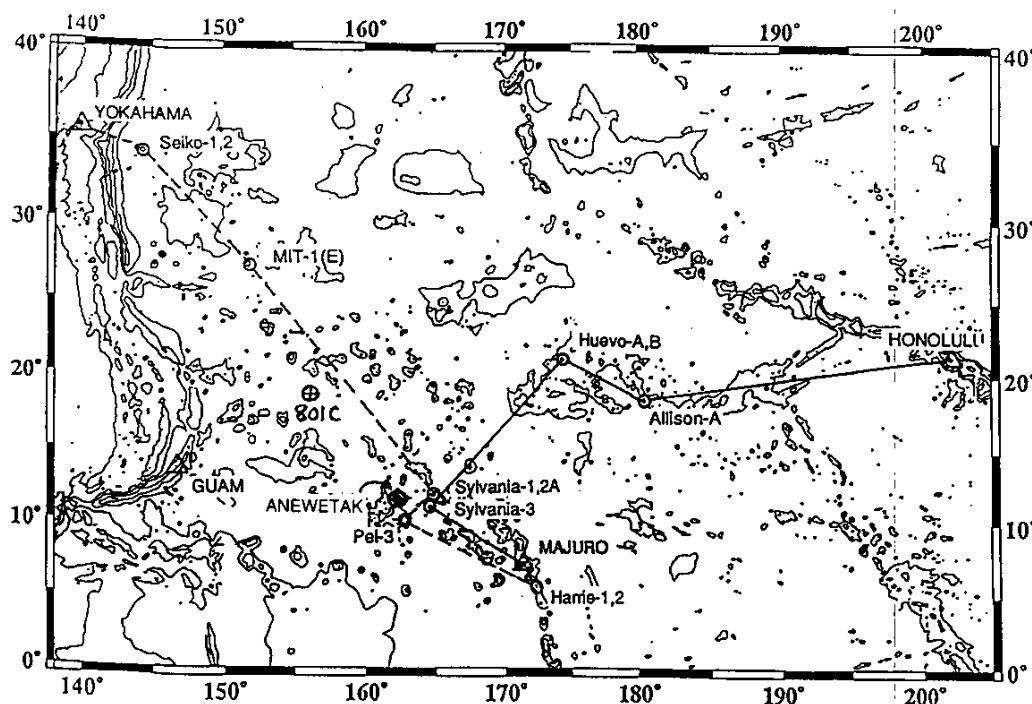 140° 150° 160° 170° 180° 190° 200°
40° 40°
YOKAHAMA
Seiko-1,2
30° 30°
MIT-1(E)
Huevo-A,B
HONOLULU
20° 20°
801C
Allison-A
GUAM
Sylvania-1,2A
ANEWETAK
Sylvania-3
10° 10°
Pel-3
MAJURO
Harrie-1,2
0° 0°
140° 150° 160° 170° 180° 190° 200°